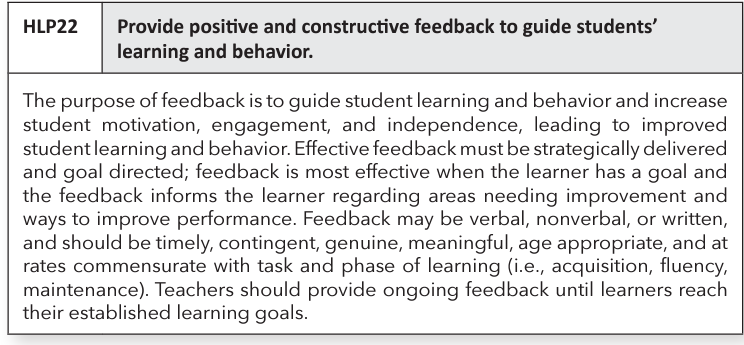 HLP22
Provide positive and constructive feedback to guide students’
learning and behavior.
The purpose of feedback is to guide student learning and behavior and increase
student motivation, engagement, and independence, leading to improved
student learning and behavior. Effective feedback must be strategically delivered
and goal directed; feedback is most effective when the learner has a goal and
the feedback informs the learner regarding areas needing improvement and
ways to improve performance. Feedback may be verbal, nonverbal, or written,
and should be timely, contingent, genuine, meaningful, age appropriate, and at
rates commensurate with task and phase of learning (i.e., acquisition, fluency,
maintenance). Teachers should provide ongoing feedback until learners reach
their established learning goals.